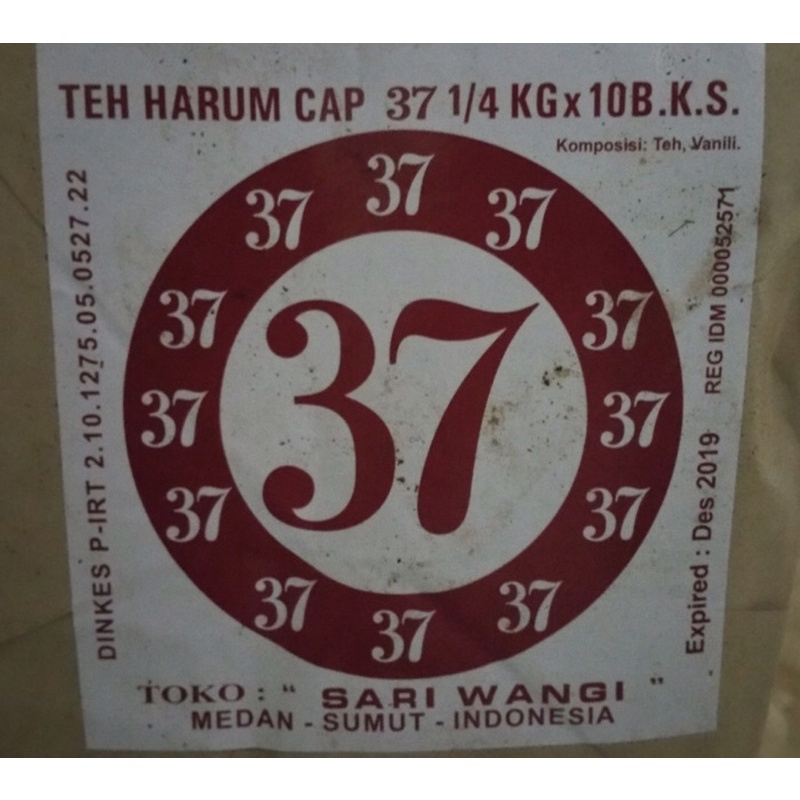 TEH HARUM CAP 37 1/4 KG x 10B.K.S.
Komposisi: Teh, Vanili.
DINKES P-IRT 2.10.1275.05.0527.22
REG IDM 000052571
Expired : Des 2019
37
37
37
37
37
37
37
37
37
37
37
37
37
TOKO : " SARI WANGI "
MEDAN - SUMUT - INDONESIA